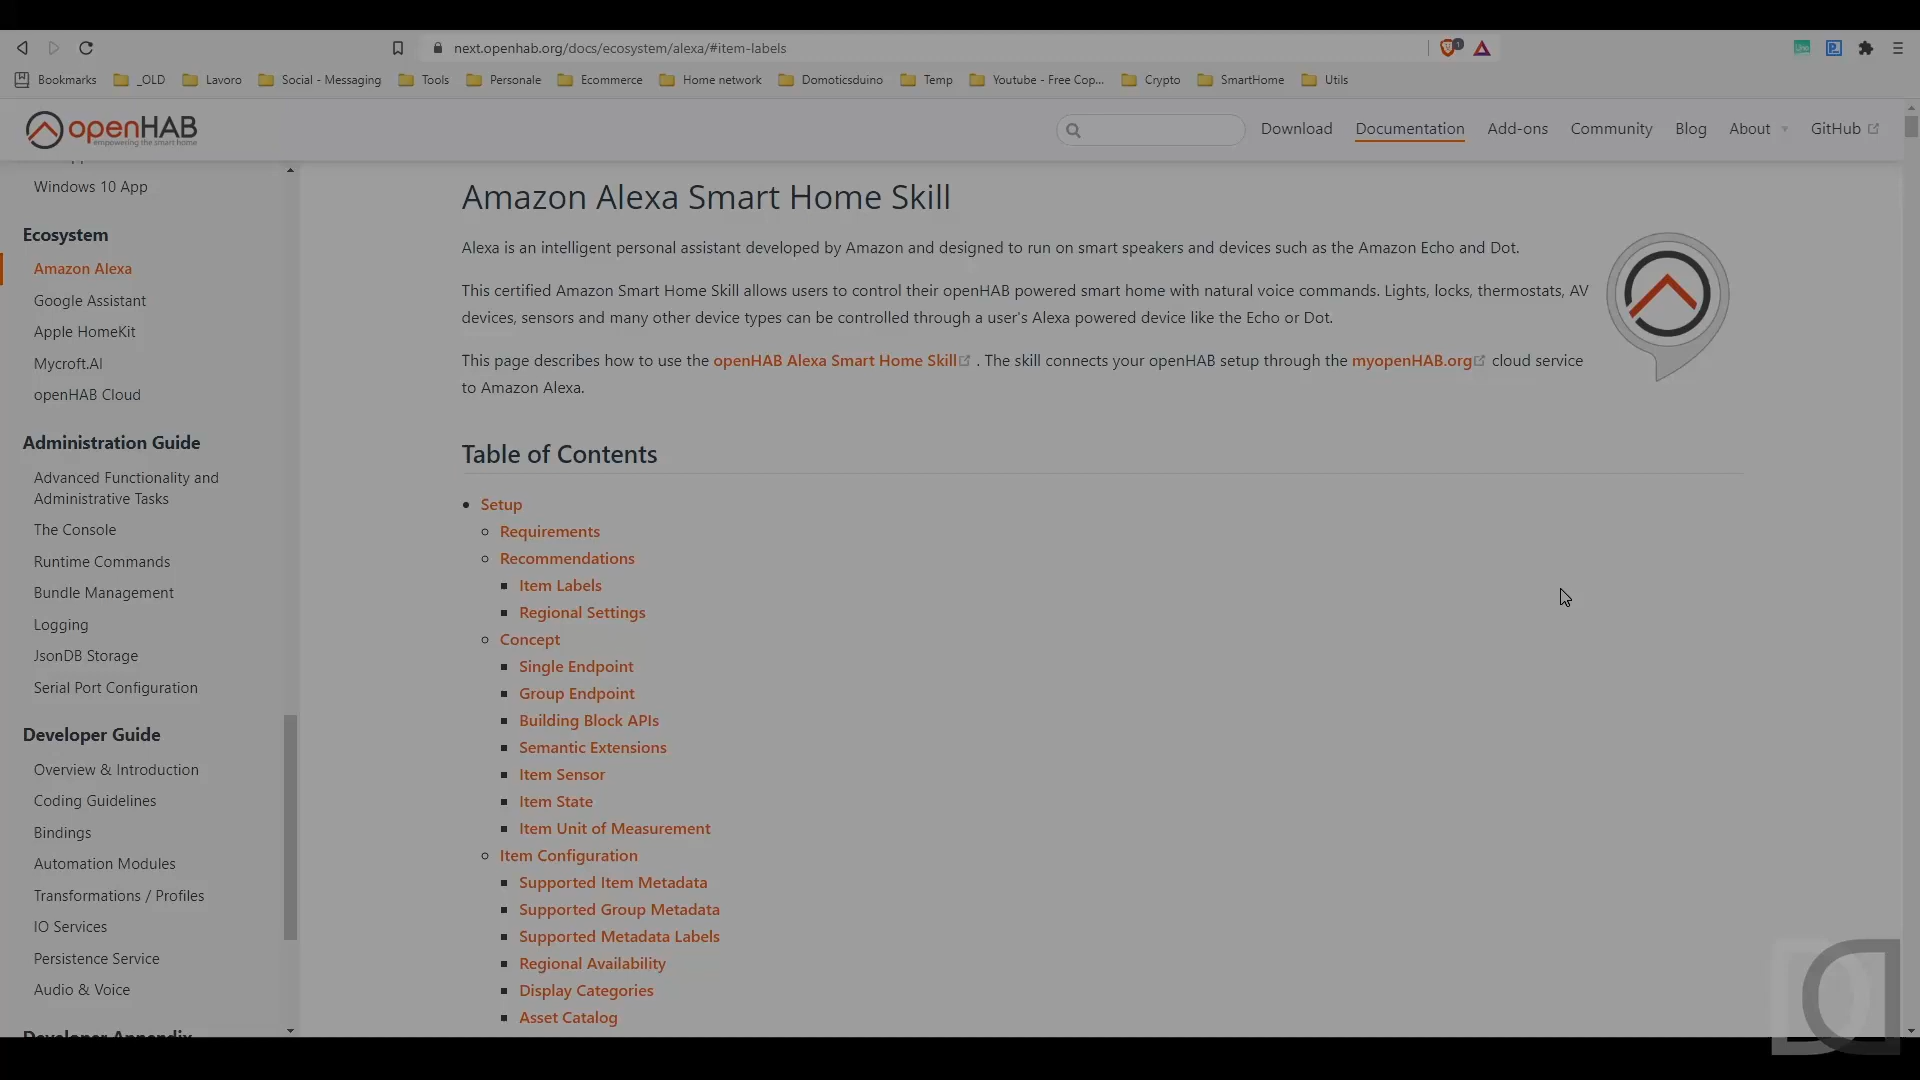 next.openhab.org/docs/ecosystem/alexa/#item-labels
1
Bookmarks _OLD Lavoro Social - Messaging Tools Personale Ecommerce Home network Domoticsduino Temp Youtube - Free Cop... Crypto SmartHome Utils
openHAB
empowering the smart home
Download Documentation Add-ons Community Blog About GitHub
Windows 10 App
Ecosystem
Amazon Alexa
Google Assistant
Apple HomeKit
Mycroft.AI
openHAB Cloud
Administration Guide
Advanced Functionality and
Administrative Tasks
The Console
Runtime Commands
Bundle Management
Logging
JsonDB Storage
Serial Port Configuration
Developer Guide
Overview & Introduction
Coding Guidelines
Bindings
Automation Modules
Transformations / Profiles
IO Services
Persistence Service
Audio & Voice
Developer Appendix
Amazon Alexa Smart Home Skill
Alexa is an intelligent personal assistant developed by Amazon and designed to run on smart speakers and devices such as the Amazon Echo and Dot.
This certified Amazon Smart Home Skill allows users to control their openHAB powered smart home with natural voice commands. Lights, locks, thermostats, AV
devices, sensors and many other device types can be controlled through a user's Alexa powered device like the Echo or Dot.
This page describes how to use the openHAB Alexa Smart Home Skill . The skill connects your openHAB setup through the myopenHAB.org cloud service
to Amazon Alexa.
Table of Contents
Setup
Requirements
Recommendations
Item Labels
Regional Settings
Concept
Single Endpoint
Group Endpoint
Building Block APIs
Semantic Extensions
Item Sensor
Item State
Item Unit of Measurement
Item Configuration
Supported Item Metadata
Supported Group Metadata
Supported Metadata Labels
Regional Availability
Display Categories
Asset Catalog